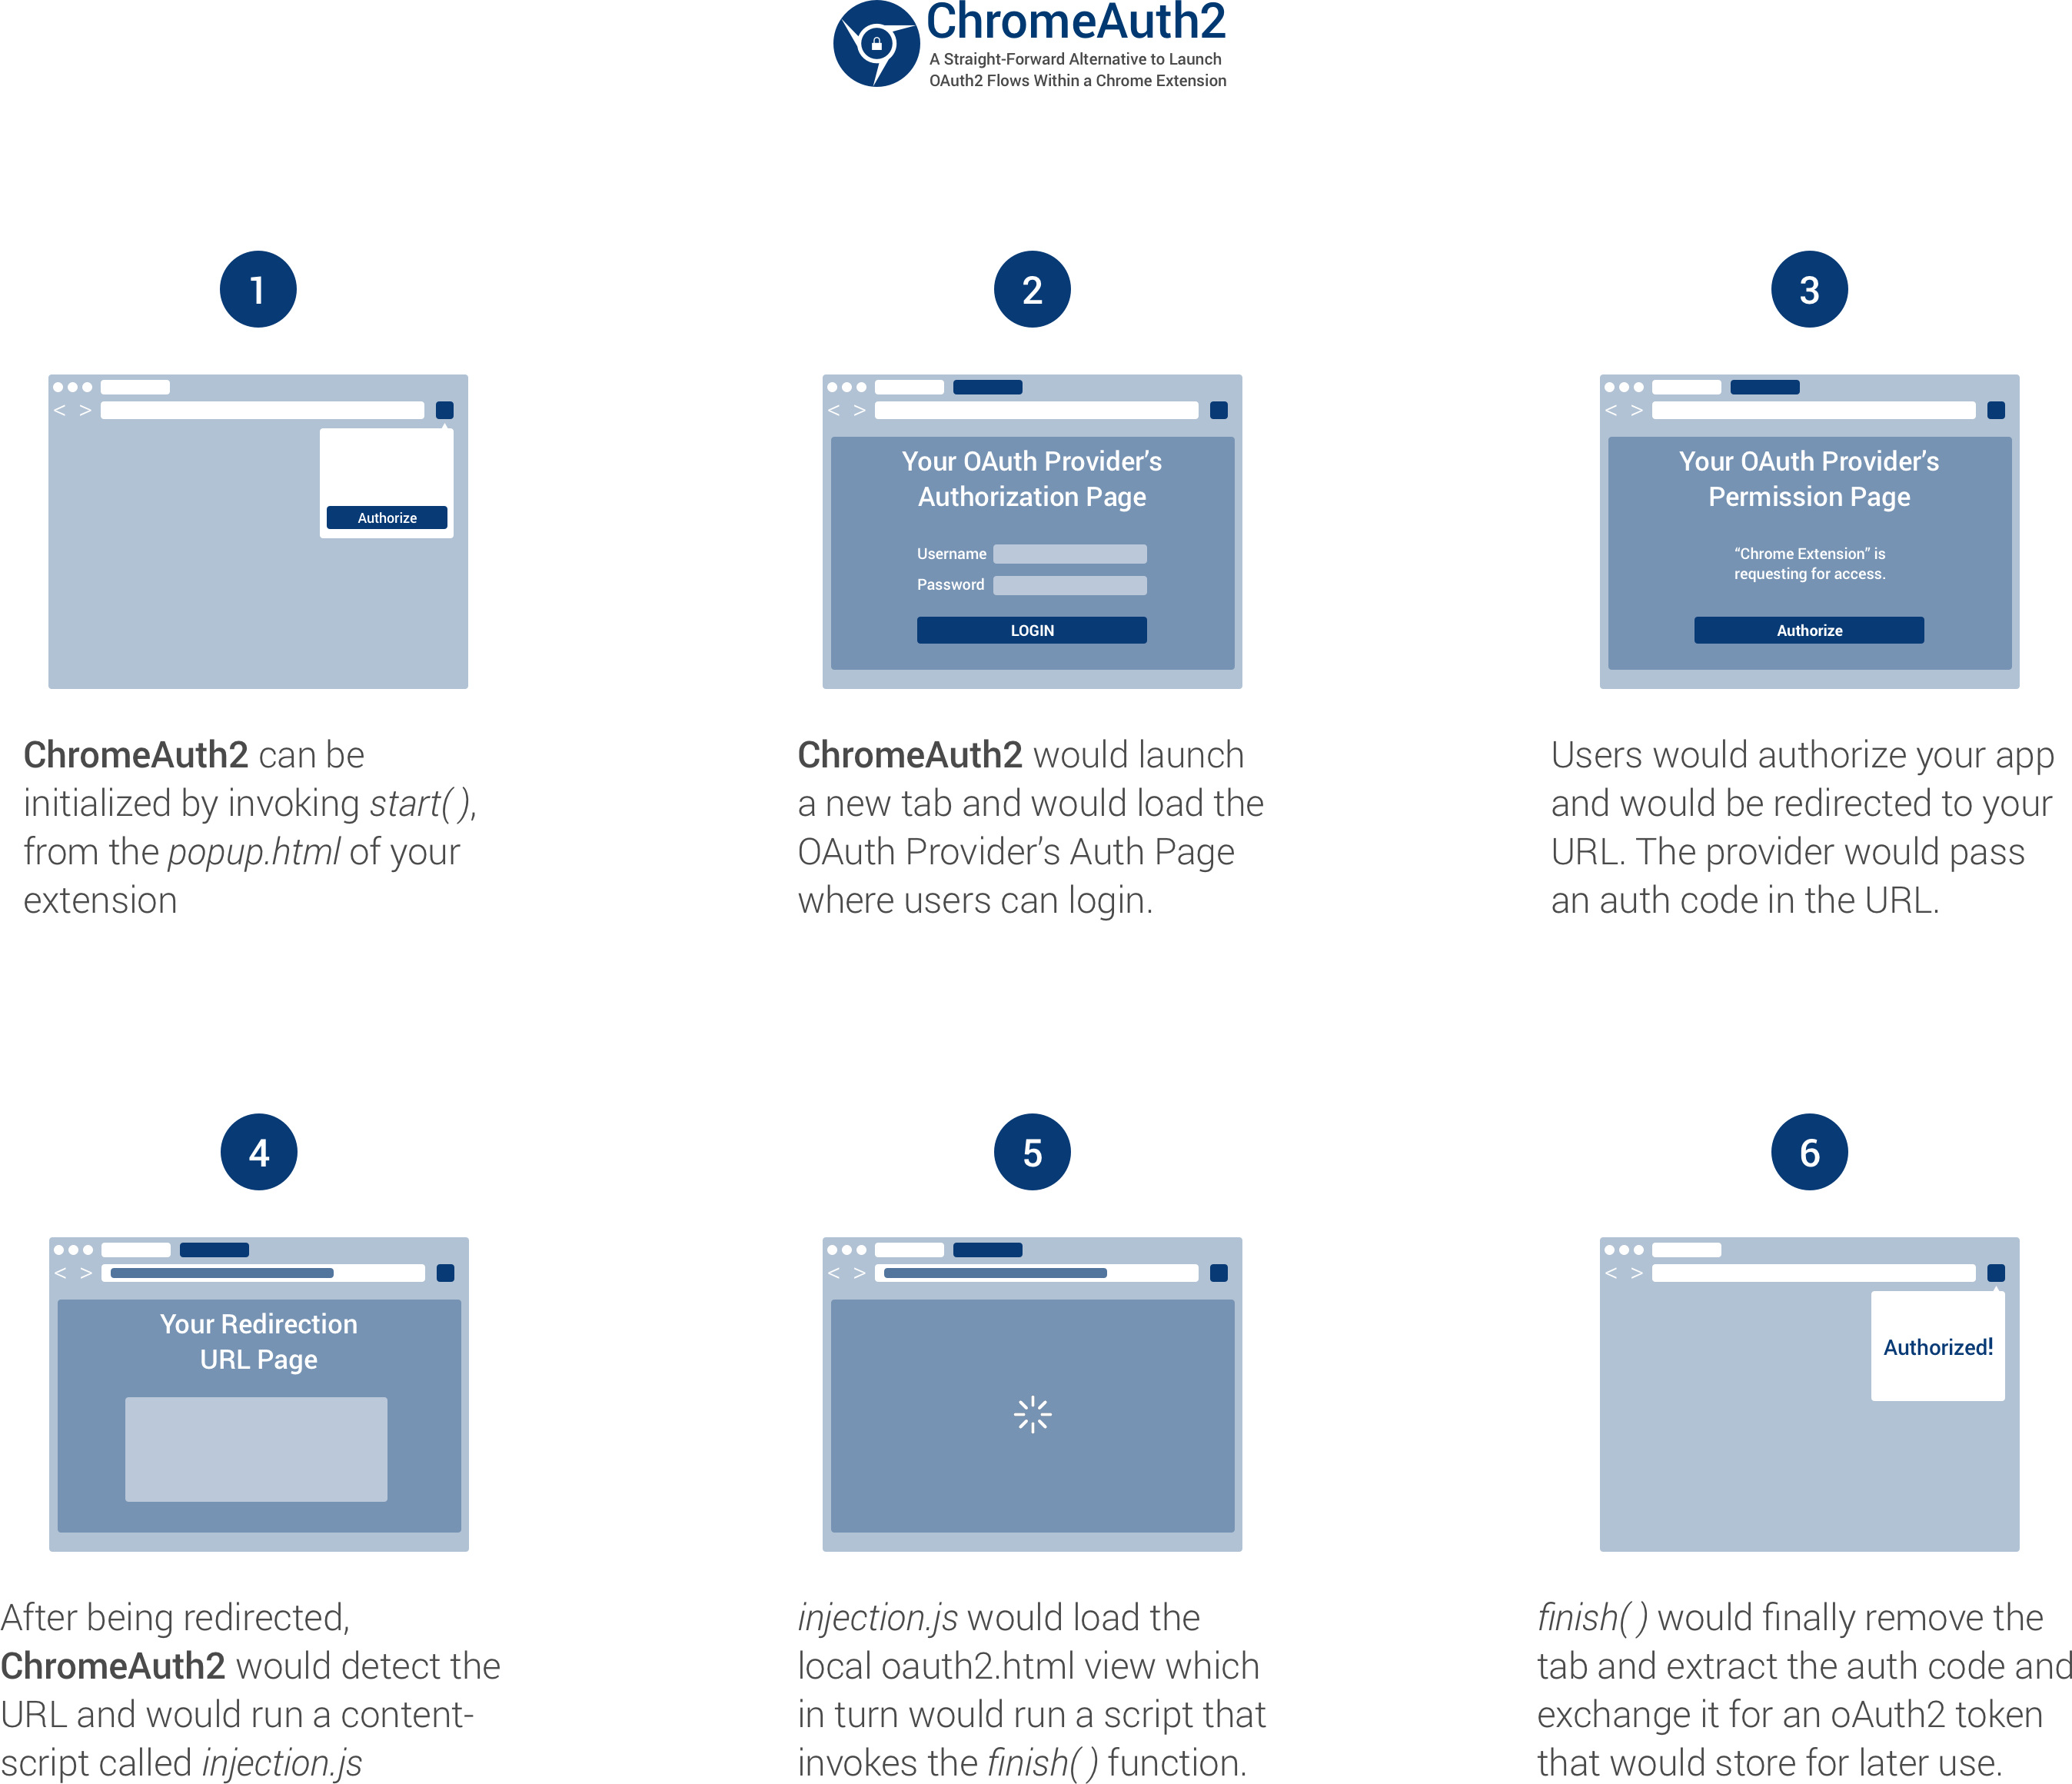 ChromeAuth2
A Straight-Forward Alternative to Launch
OAuth2 Flows Within a Chrome Extension
1
Authorize
ChromeAuth2 can be
initialized by invoking start( ),
from the popup.html of your
extension
2
< >
Your OAuth Provider’s
Authorization Page
Username
Password
LOGIN
ChromeAuth2 would launch
a new tab and would load the
OAuth Provider’s Auth Page
where users can login.
3
Your OAuth Provider’s
Permission Page
“Chrome Extension” is
requesting for access.
Authorize
Users would authorize your app
and would be redirected to your
URL. The provider would pass
an auth code in the URL.
4
Your Redirection
URL Page
After being redirected,
ChromeAuth2 would detect the
URL and would run a content-
script called injection.js
5
injection.js would load the
local oauth2.html view which
in turn would run a script that
invokes the finish( ) function.
6
Authorized!
finish( ) would finally remove the
tab and extract the auth code and
exchange it for an oAuth2 token
that would store for later use.